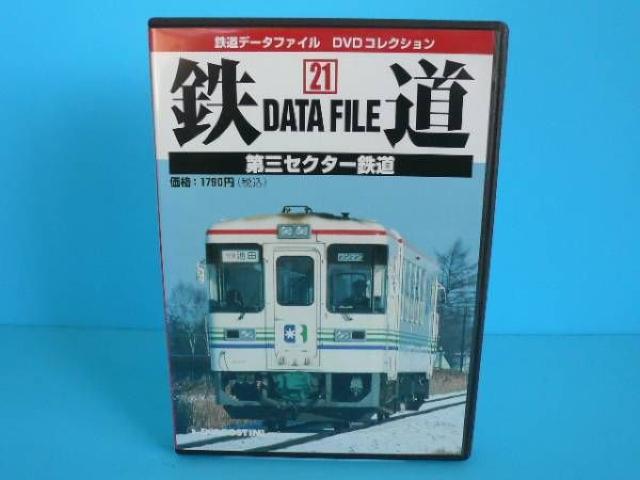 鉄道データファイル DVDコレクション
21
鉄 DATA FILE 道
第三セクター鉄道
価格：1790円（税込）
池田
DeAGOSTINI